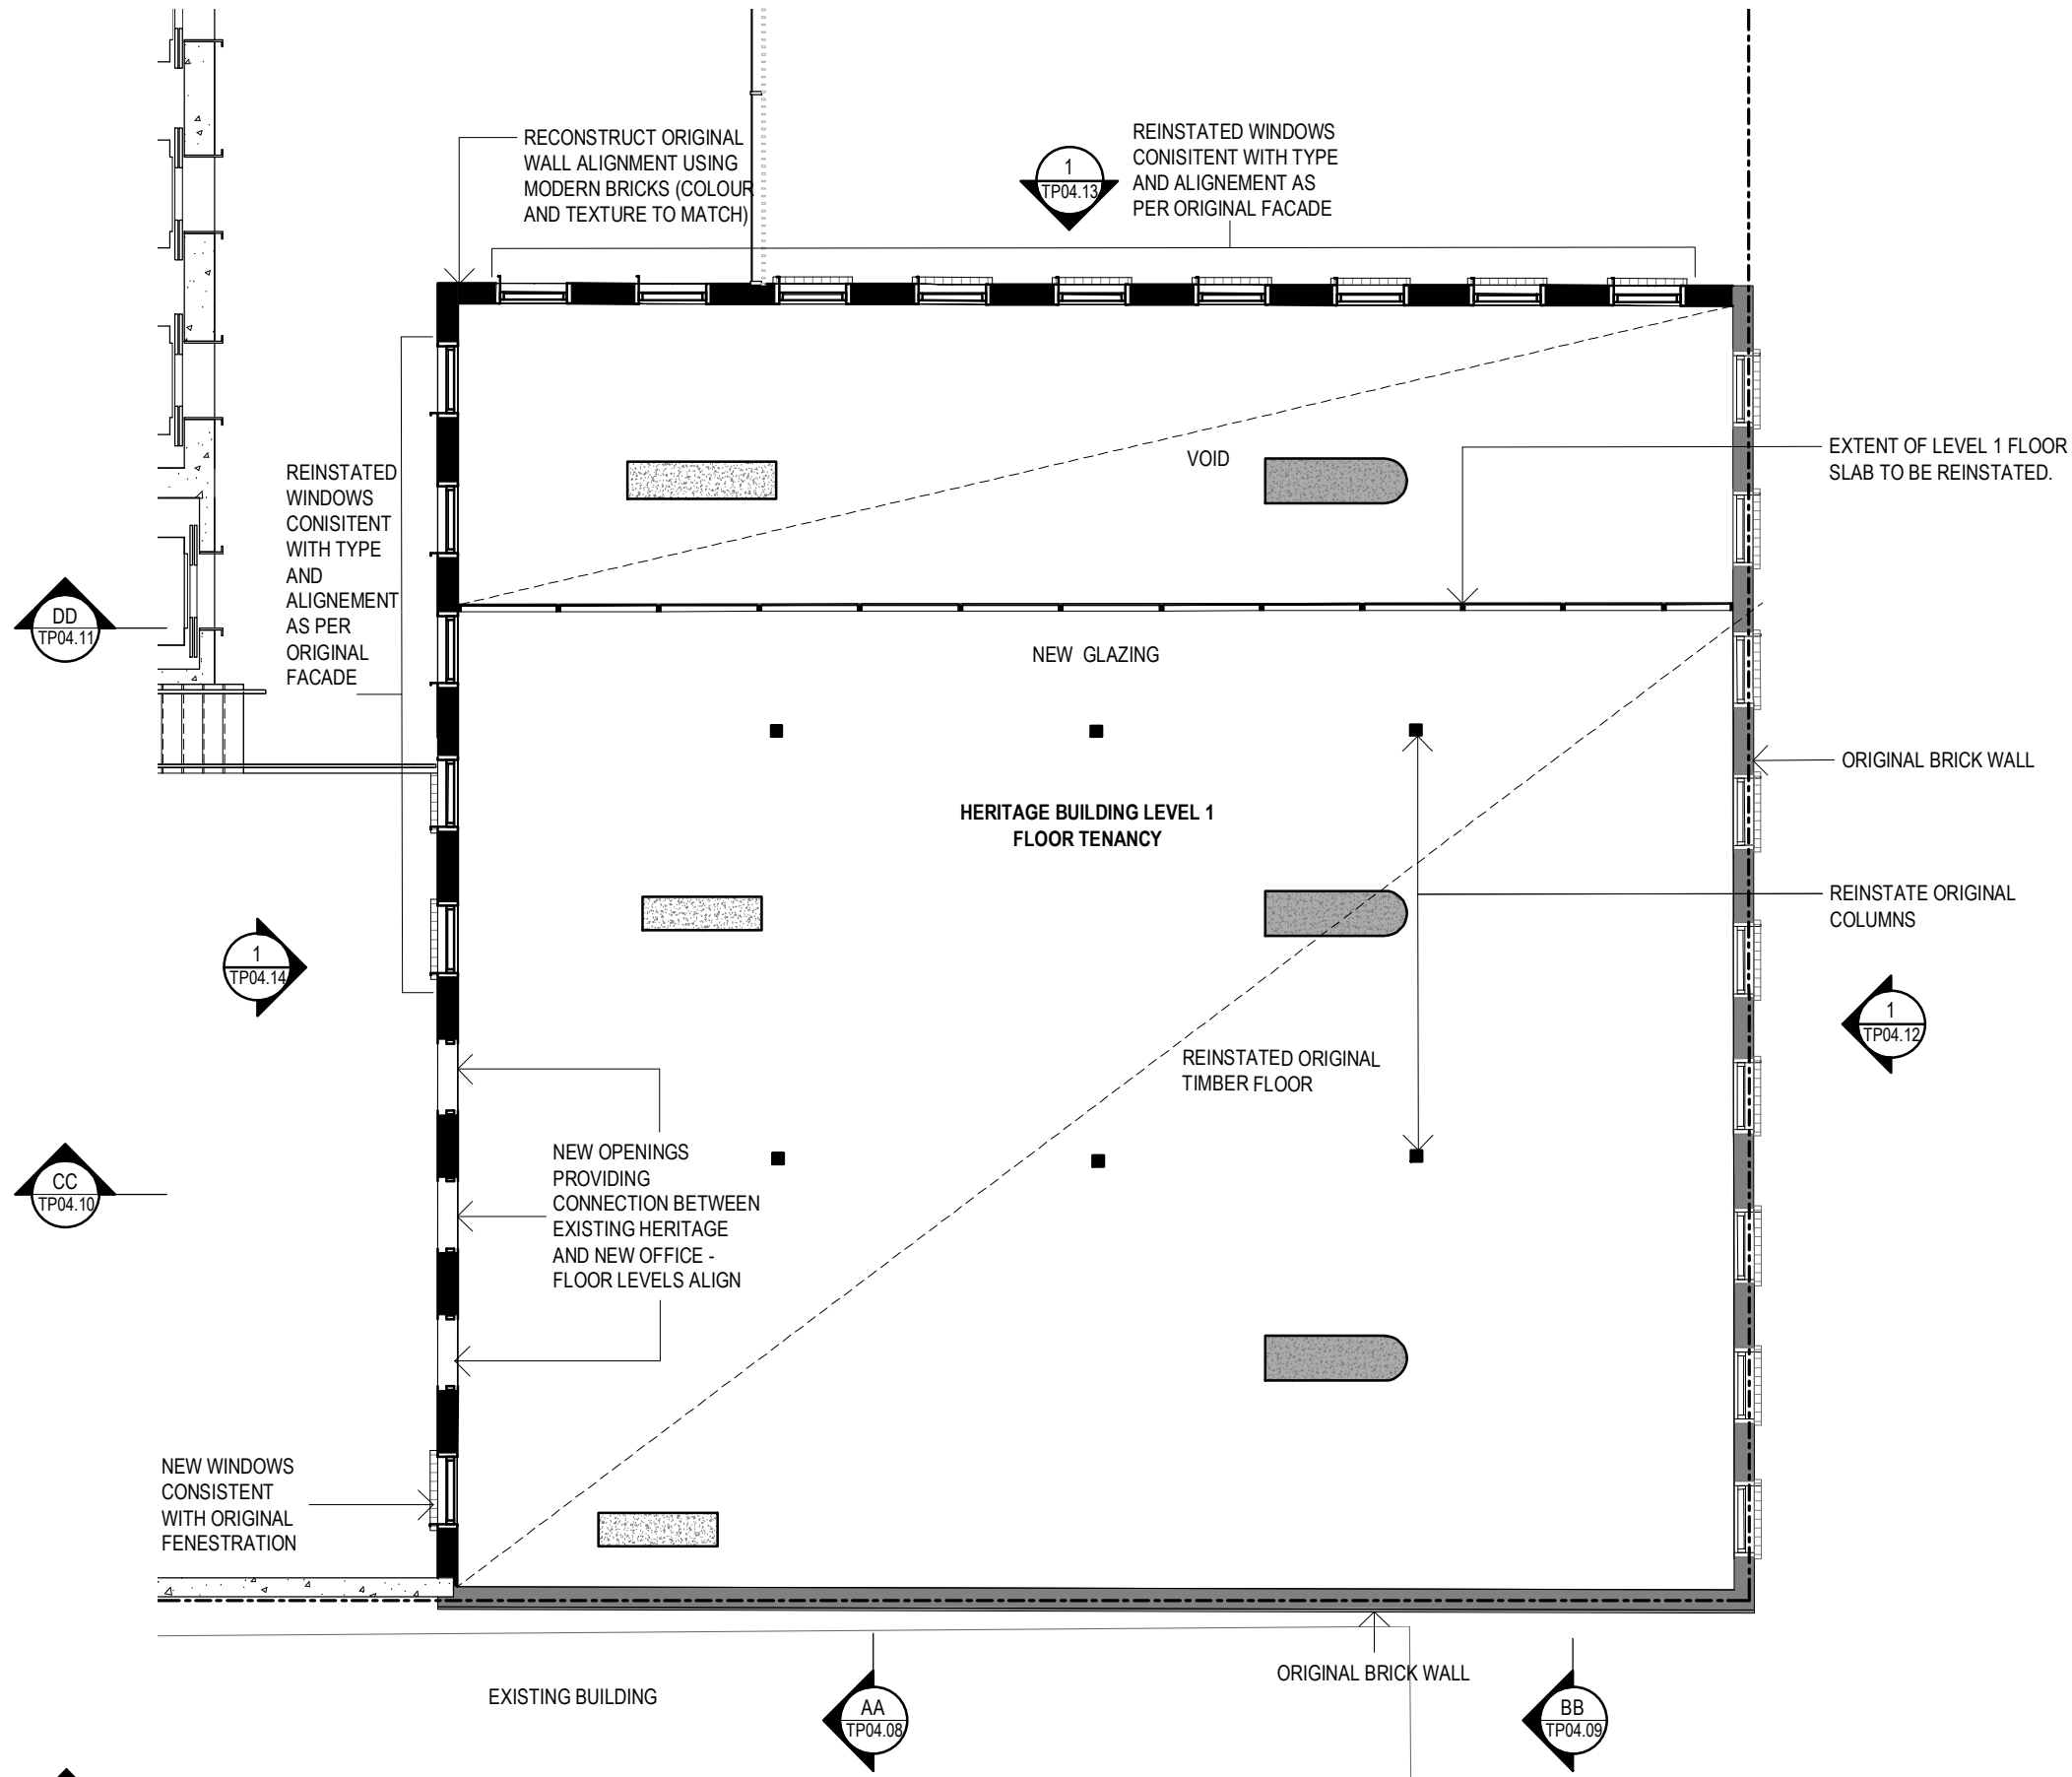 RECONSTRUCT ORIGINAL
WALL ALIGNMENT USING
MODERN BRICKS (COLOUR
AND TEXTURE TO MATCH)
1
TP04.13
REINSTATED WINDOWS
CONISITENT WITH TYPE
AND ALIGNEMENT AS
PER ORIGINAL FACADE
REINSTATED
WINDOWS
CONISITENT
WITH TYPE
AND
ALIGNEMENT
AS PER
ORIGINAL
FACADE
VOID
EXTENT OF LEVEL 1 FLOOR
SLAB TO BE REINSTATED.
DD
TP04.11
NEW GLAZING
ORIGINAL BRICK WALL
HERITAGE BUILDING LEVEL 1
FLOOR TENANCY
REINSTATE ORIGINAL
COLUMNS
1
TP04.14
1
TP04.12
REINSTATED ORIGINAL
TIMBER FLOOR
NEW OPENINGS
PROVIDING
CONNECTION BETWEEN
EXISTING HERITAGE
AND NEW OFFICE -
FLOOR LEVELS ALIGN
CC
TP04.10
NEW WINDOWS
CONSISTENT
WITH ORIGINAL
FENESTRATION
ORIGINAL BRICK WALL
EXISTING BUILDING
AA
TP04.08
BB
TP04.09